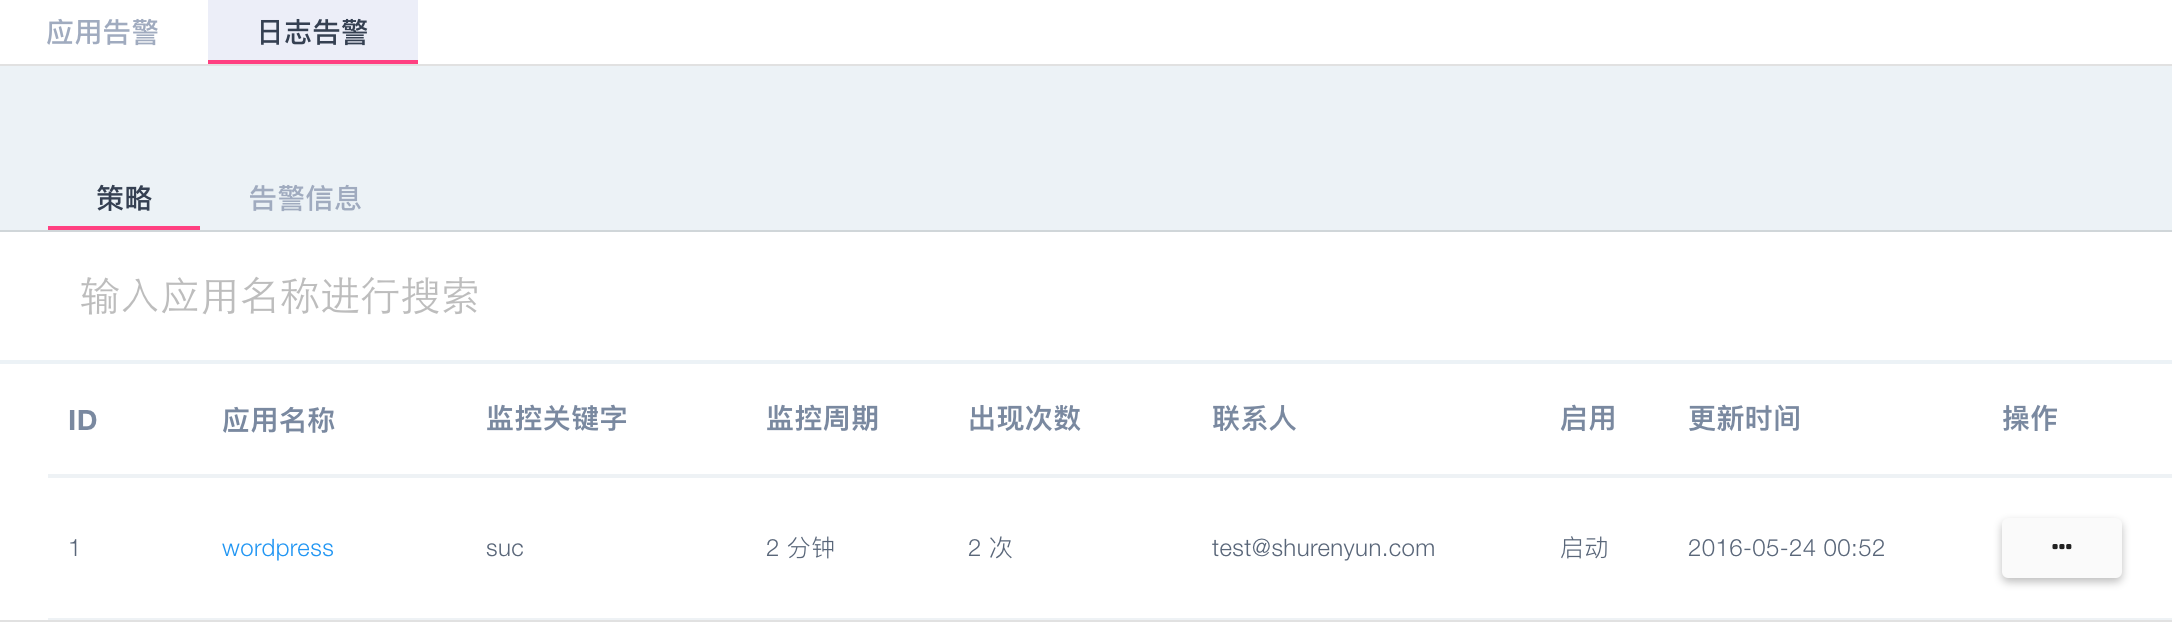 应用告警 日志告警
策略 告警信息
输入应用名称进行搜索
ID 应用名称 监控关键字 监控周期 出现次数 联系人 启用 更新时间 操作
1 wordpress suc 2 分钟 2 次 test@shurenyun.com 启动 2016-05-24 00:52 •••